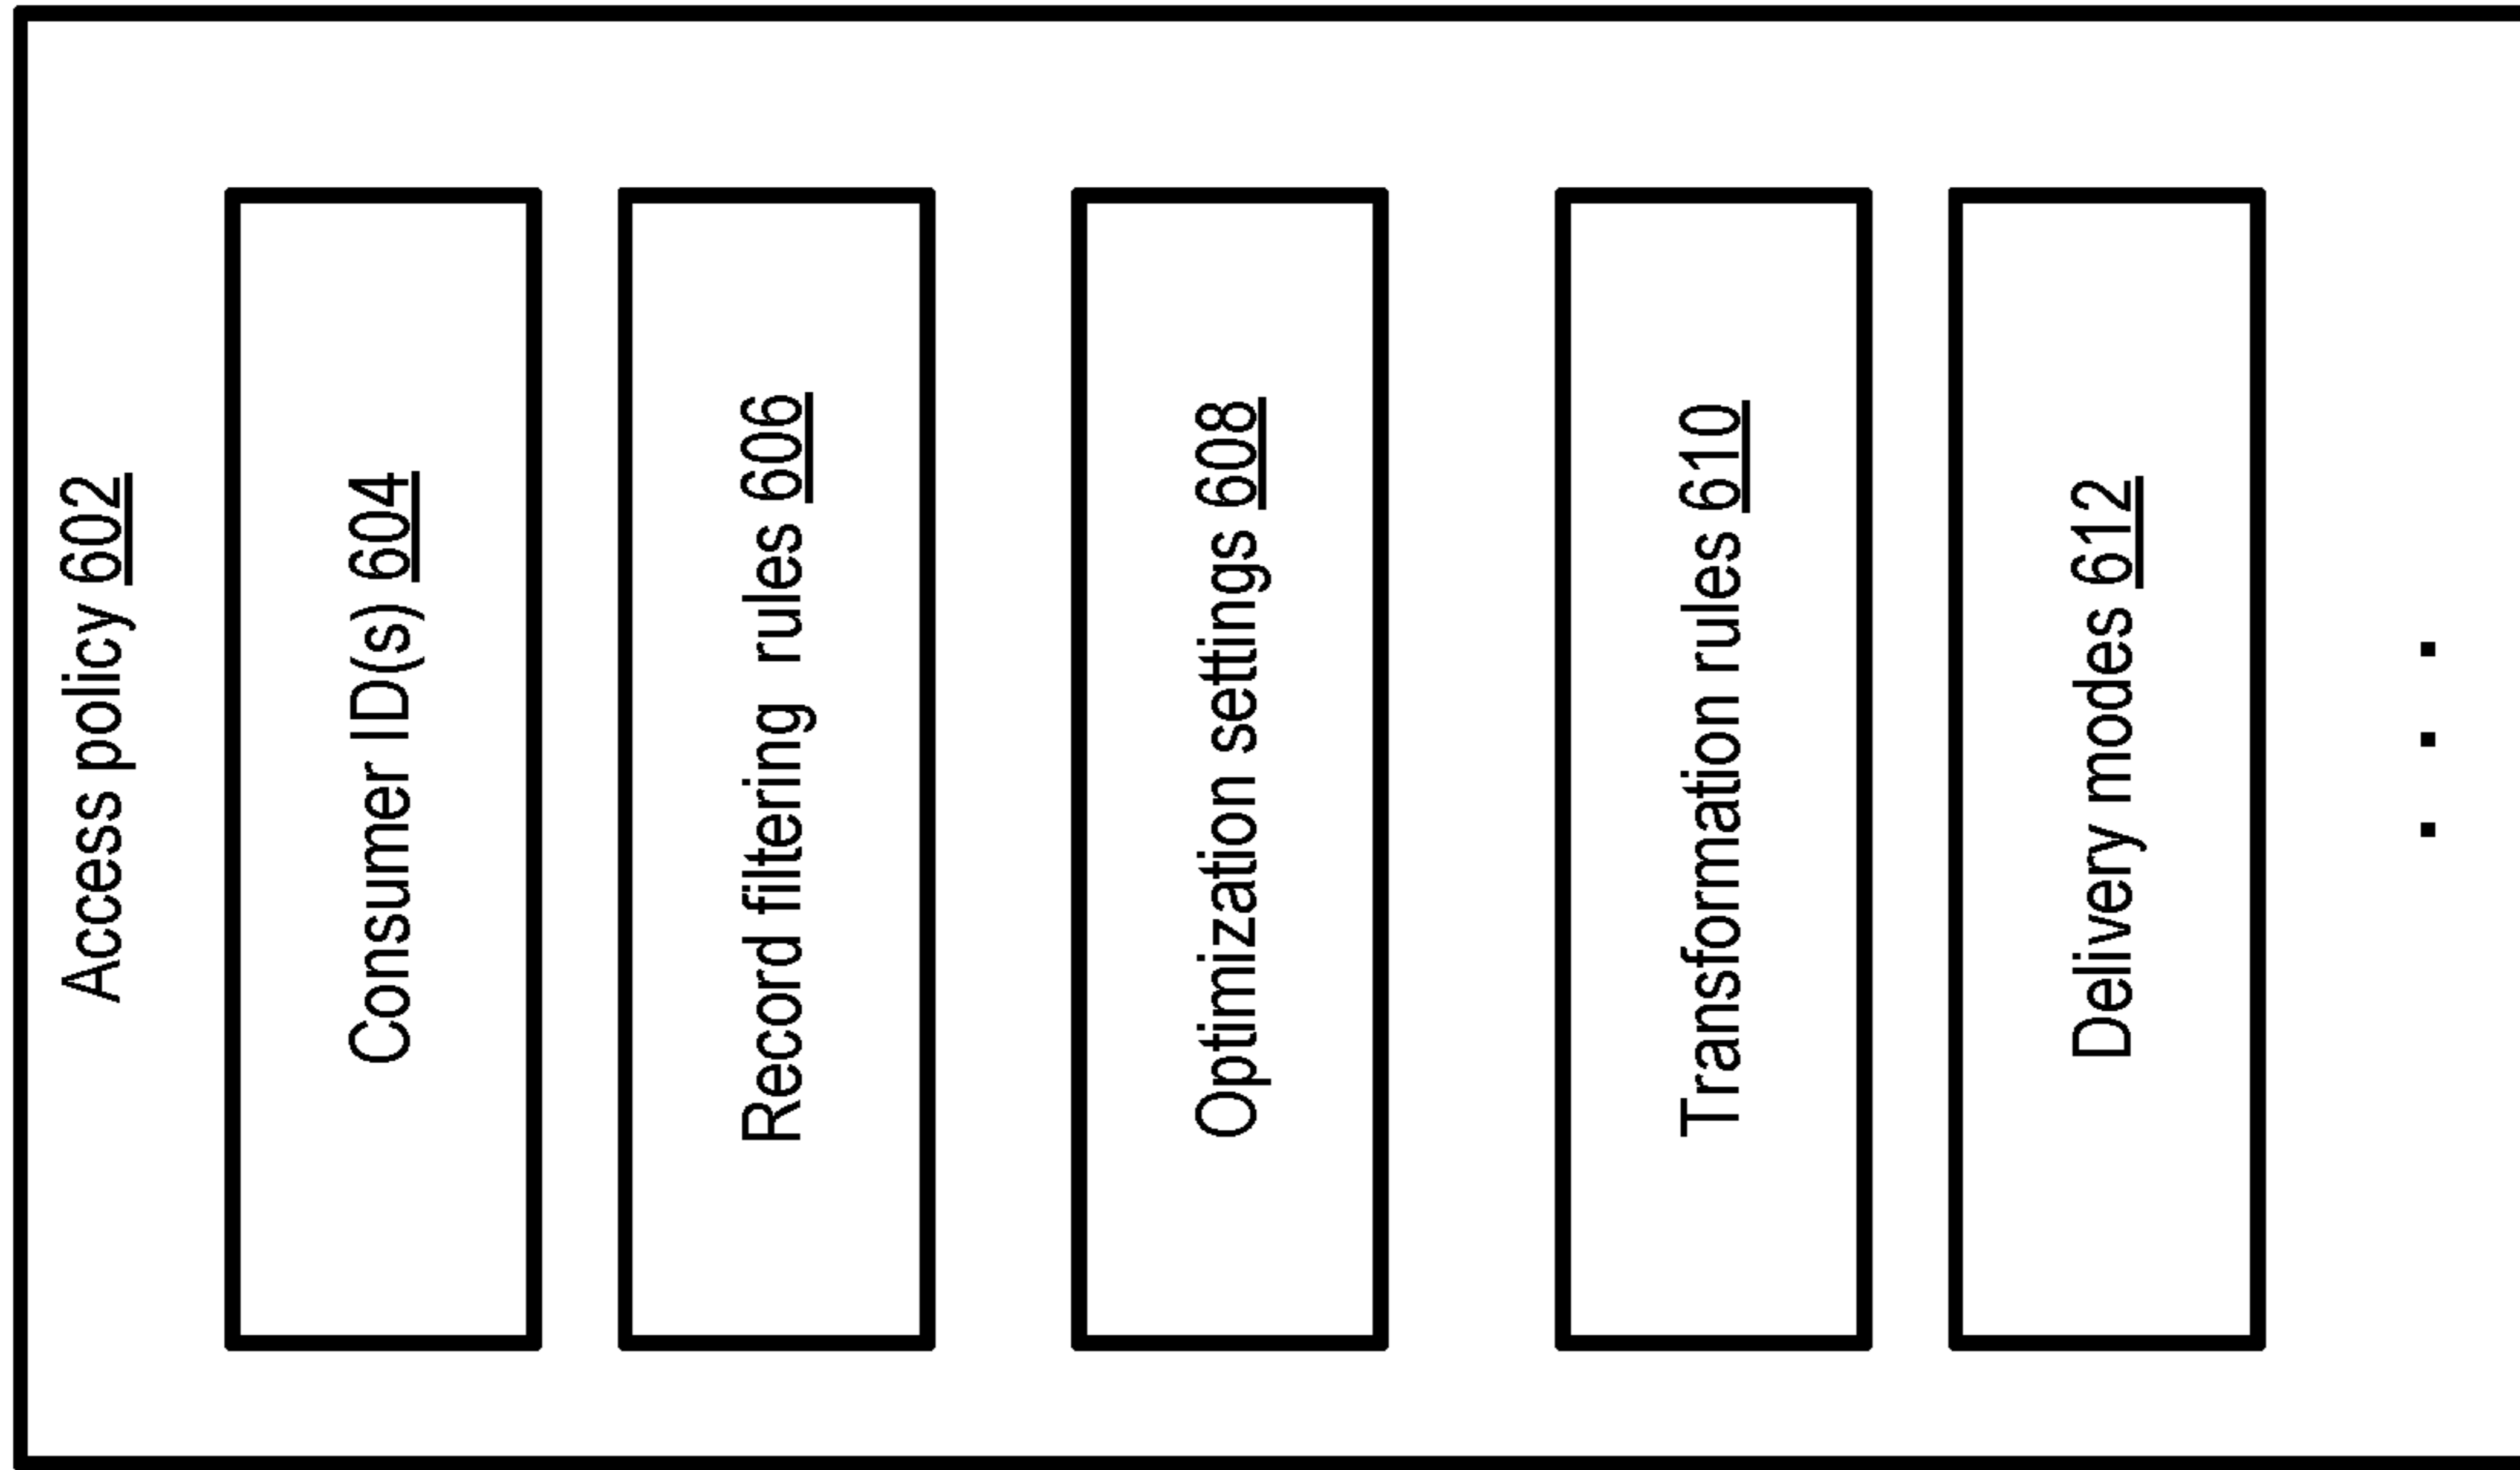 Access policy 602
Consumer ID(s) 604
Record filtering rules 606
Optimization settings 608
Transformation rules 610
Delivery modes 612
. . .